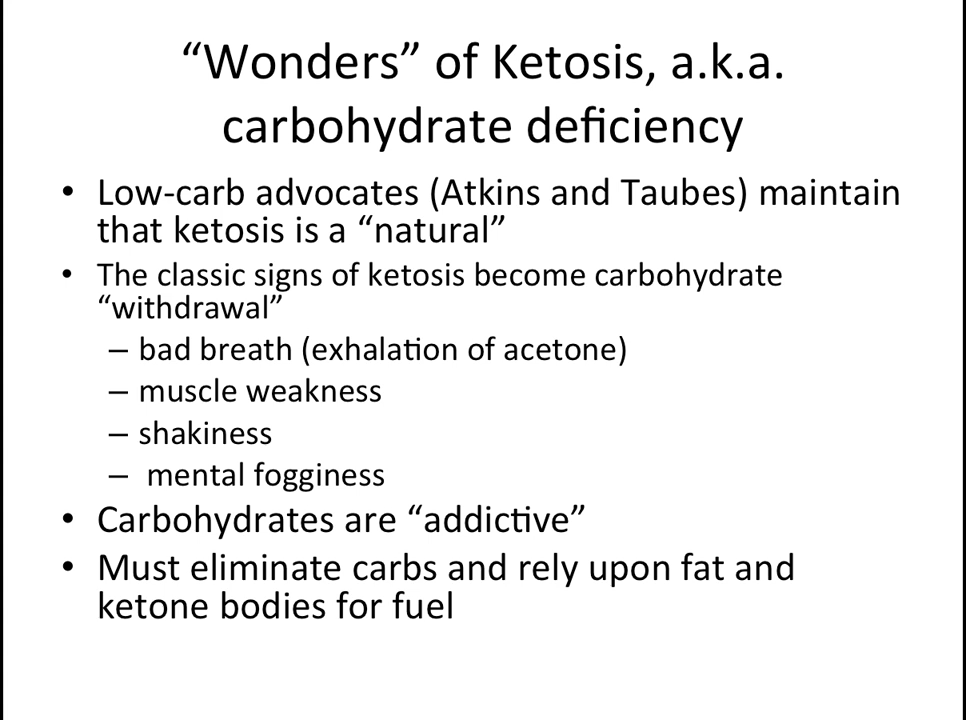 “Wonders” of Ketosis, a.k.a.
carbohydrate deficiency
• Low-carb advocates (Atkins and Taubes) maintain
that ketosis is a “natural”
• The classic signs of ketosis become carbohydrate
“withdrawal”
– bad breath (exhalation of acetone)
– muscle weakness
– shakiness
– mental fogginess
• Carbohydrates are “addictive”
• Must eliminate carbs and rely upon fat and
ketone bodies for fuel